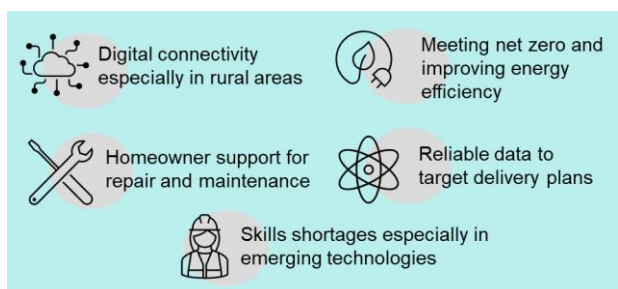 Digital connectivity
especially in rural areas
Meeting net zero and
improving energy
efficiency
Homeowner support for
repair and maintenance
Reliable data to
target delivery plans
Skills shortages especially in
emerging technologies